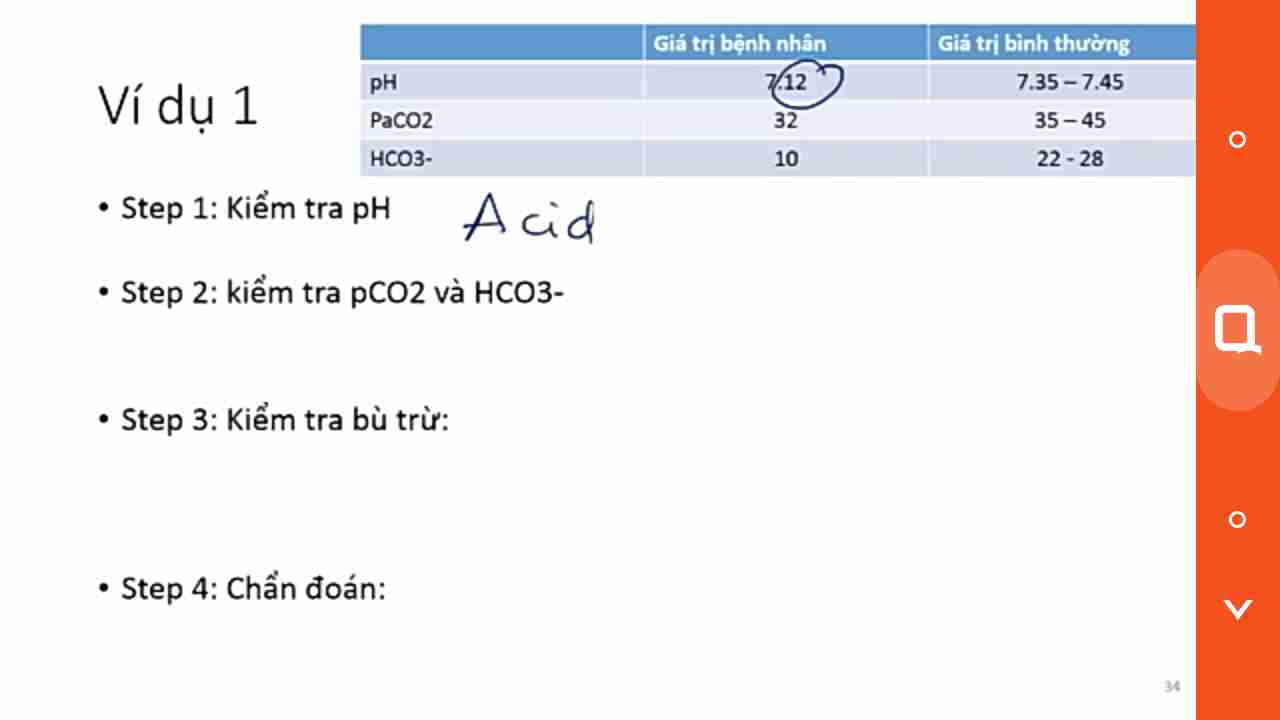 Ví dụ 1
Giá trị bệnh nhân Giá trị bình thường
pH 7.12 7.35 – 7.45
PaCO2 32 35 – 45
HCO3- 10 22 - 28
• Step 1: Kiểm tra pH Acid
• Step 2: kiểm tra pCO2 và HCO3-
• Step 3: Kiểm tra bù trừ:
• Step 4: Chẩn đoán:
34